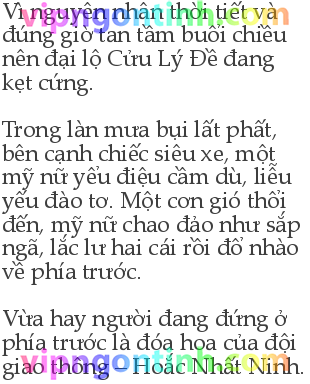 Vì nguyên nhân thời tiết và
vipngontinh.com
đúng giờ tan tầm buổi chiều
nên đại lộ Cửu Lý Đề đang
kẹt cứng.
Trong làn mưa bụi lất phất,
bên cạnh chiếc siêu xe, một
mỹ nữ yểu điệu cầm dù, liễu
yếu đào tơ. Một cơn gió thổi
đến, mỹ nữ chao đảo như sắp
ngã, lắc lư hai cái rồi đổ nhào
về phía trước.
Vừa hay người đang đứng ở
phía trước là đóa hoa của đội
vipngontinh.com
giao thông – Hoắc Nhất Ninh.